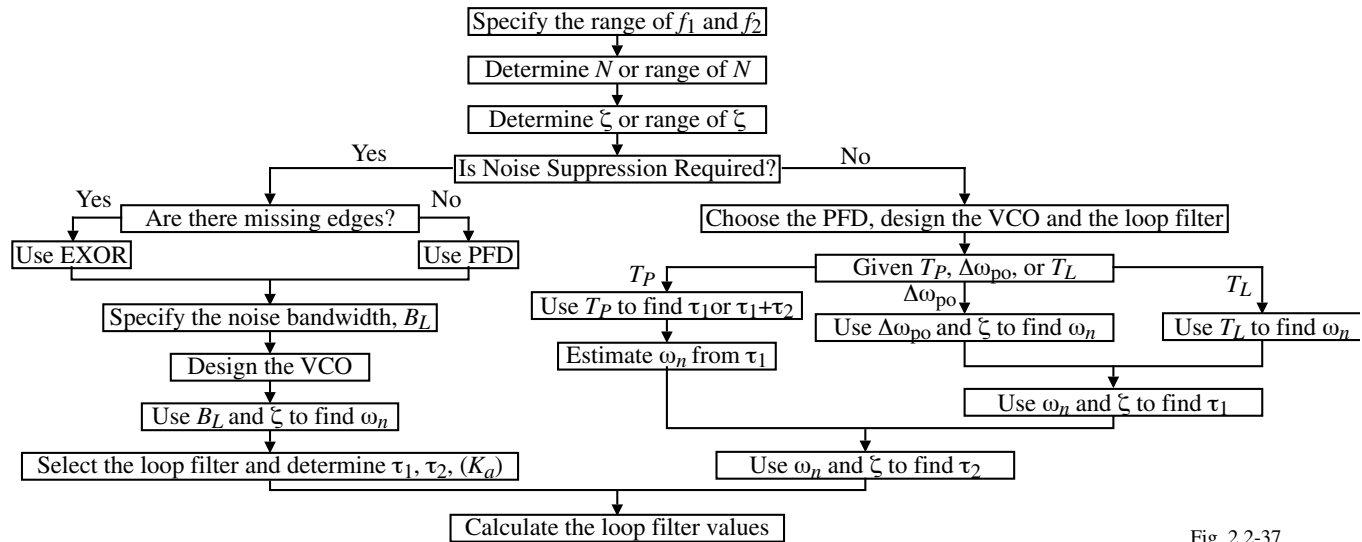 Specify the range of f1 and f2
Determine N or range of N
Determine ζ or range of ζ
Yes
Is Noise Suppression Required?
No
Yes
Are there missing edges?
No
Choose the PFD, design the VCO and the loop filter
Use EXOR
Use PFD
TP
Given TP, Δωpo, or TL
TL
Δωpo
Use TP to find τ1or τ1+τ2
Specify the noise bandwidth, BL
Use Δωpo and ζ to find ωn
Use TL to find ωn
Design the VCO
Estimate ωn from τ1
Use BL and ζ to find ωn
Use ωn and ζ to find τ1
Select the loop filter and determine τ1, τ2, (Ka)
Use ωn and ζ to find τ2
Calculate the loop filter values
Fig. 2.2-37